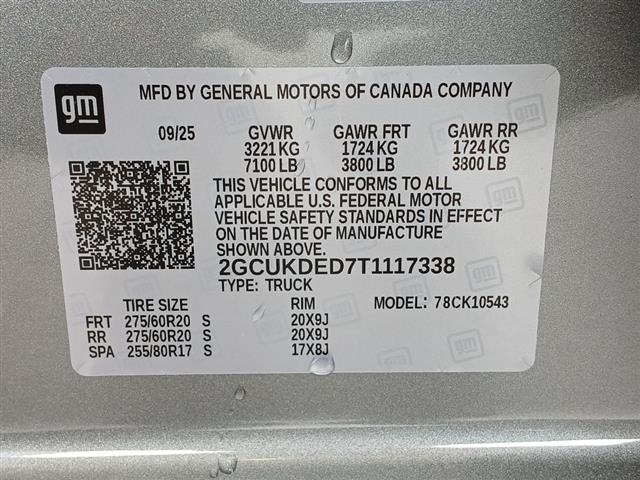 gm
MFD BY GENERAL MOTORS OF CANADA COMPANY
09/25 GVWR GAWR FRT GAWR RR
3221 KG 1724 KG 1724 KG
7100 LB 3800 LB 3800 LB
THIS VEHICLE CONFORMS TO ALL
APPLICABLE U.S. FEDERAL MOTOR
VEHICLE SAFETY STANDARDS IN EFFECT
ON THE DATE OF MANUFACTURE
SHOWN ABOVE.
2GCUKDED7T1117338
TYPE: TRUCK
TIRE SIZE RIM MODEL: 78CK10543
FRT 275/60R20 S 20X9J
RR 275/60R20 S 20X9J
SPA 255/80R17 S 17X8J